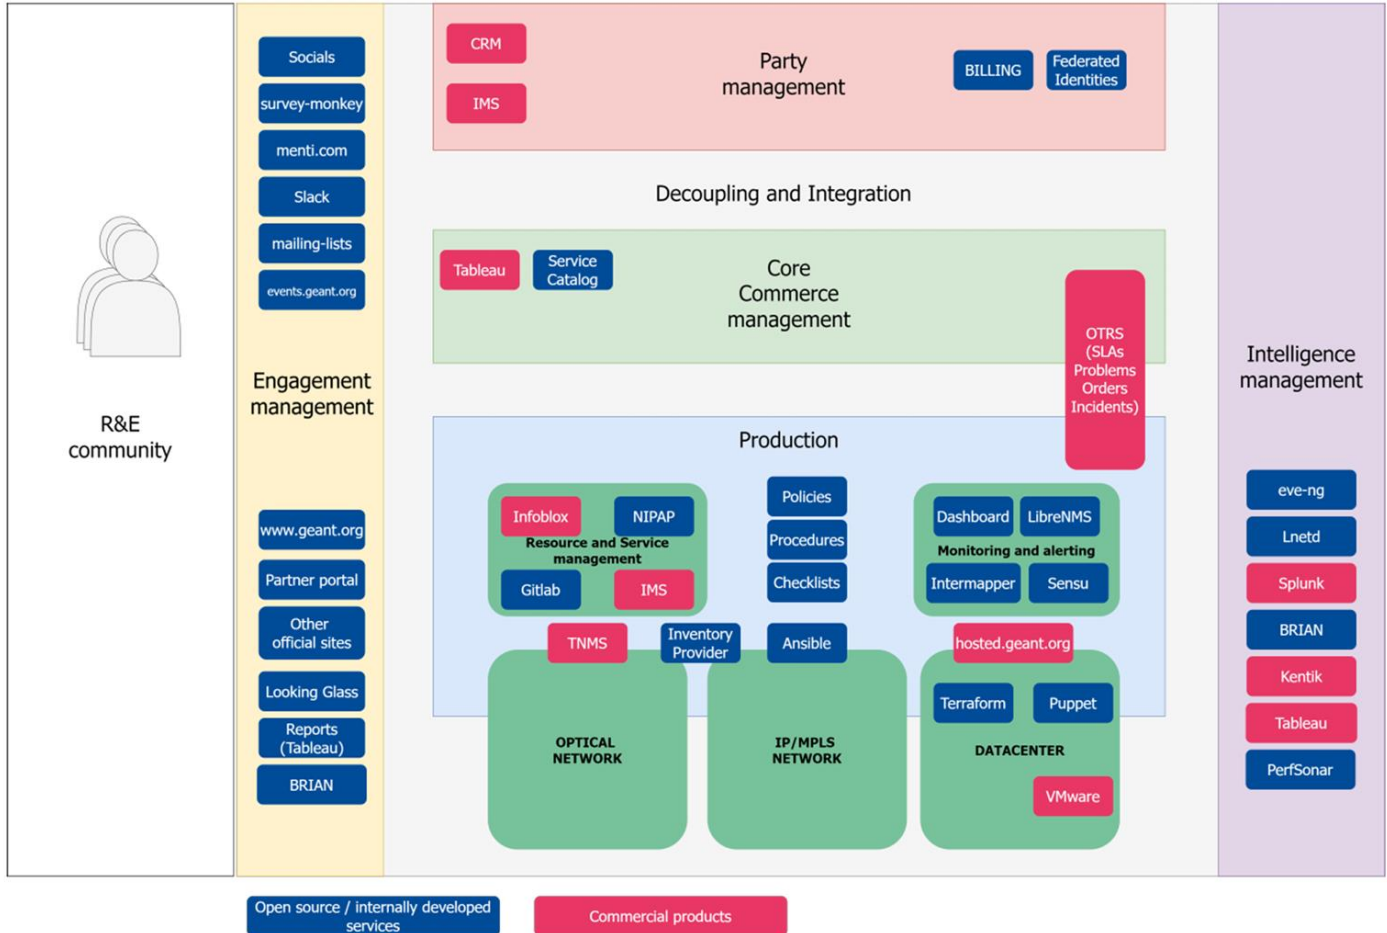 R&E
community
Socials
survey-monkey
menti.com
Slack
mailing-lists
events.geant.org
Engagement
management
www.geant.org
Partner portal
Other
official sites
Looking Glass
Reports
(Tableau)
BRIAN
CRM
IMS
Party
management
BILLING
Federated
Identities
Decoupling and Integration
Tableau
Service
Catalog
Core
Commerce
management
OTRS
(SLAs
Problems
Orders
Incidents)
Production
Infoblox
NIPAP
Resource and Service
management
Gitlab
IMS
Policies
Procedures
Checklists
Dashboard
LibreNMS
Monitoring and alerting
Intermapper
Sensu
TNMS
Inventory
Provider
Ansible
hosted.geant.org
OPTICAL
NETWORK
IP/MPLS
NETWORK
Terraform
Puppet
DATACENTER
VMware
Intelligence
management
eve-ng
Lnetd
Splunk
BRIAN
Kentik
Tableau
PerfSonar
Open source / internally developed
services
Commercial products